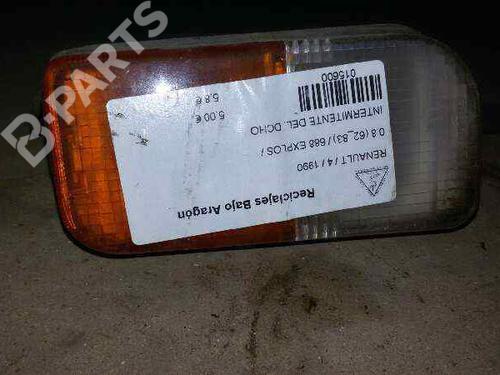 B-PARTS
Reciclajes Bajo Aragón
RENAULT / 4 / 1990
0.8 (62_83) / 688 EXPLOS /
INTERMITENTE DEL. DCHO
015600
5.00 €
5.8 €